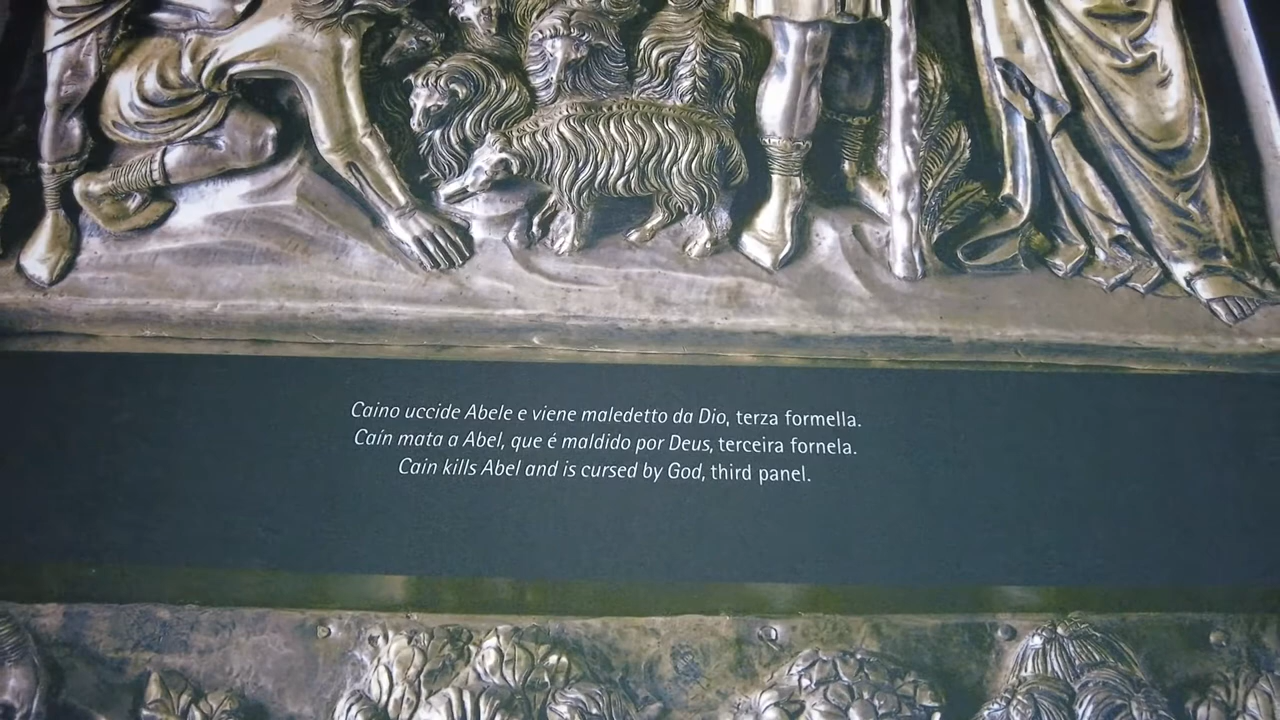 Caino uccide Abele e viene maledetto da Dio, terza formella.
Caín mata a Abel, que é maldido por Deus, terceira fornela.
Cain kills Abel and is cursed by God, third panel.